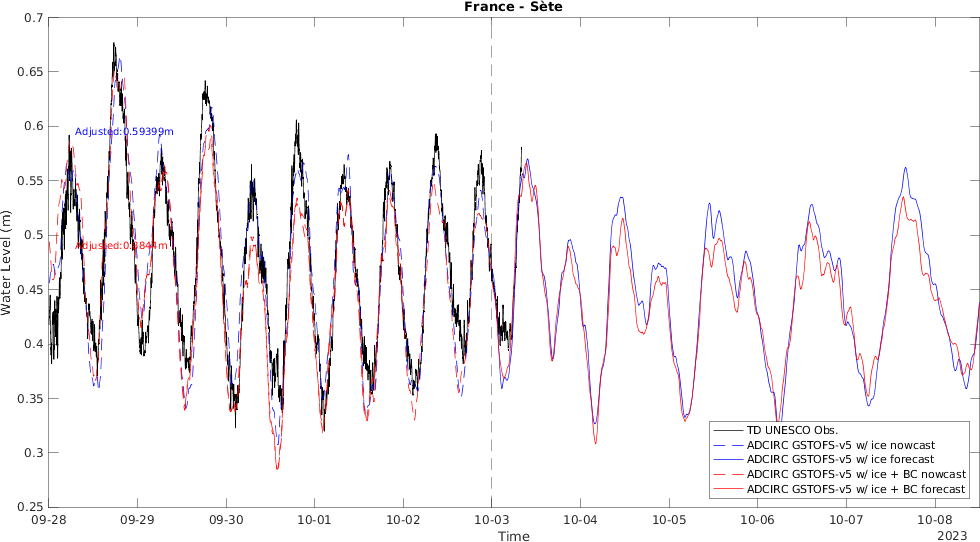 France - Sète
0.7
0.65
0.6
0.55
0.5
0.45
0.4
0.35
0.3
0.25
Water Level (m)
Adjusted:0.59399m
TD UNESCO Obs.
ADCIRC GSTOFS-v5 w/ ice nowcast
ADCIRC GSTOFS-v5 w/ ice forecast
ADCIRC GSTOFS-v5 w/ ice + BC nowcast
ADCIRC GSTOFS-v5 w/ ice + BC forecast
09-28 09-29 09-30 10-01 10-02 10-03 10-04 10-05 10-06 10-07 10-08
Time
2023